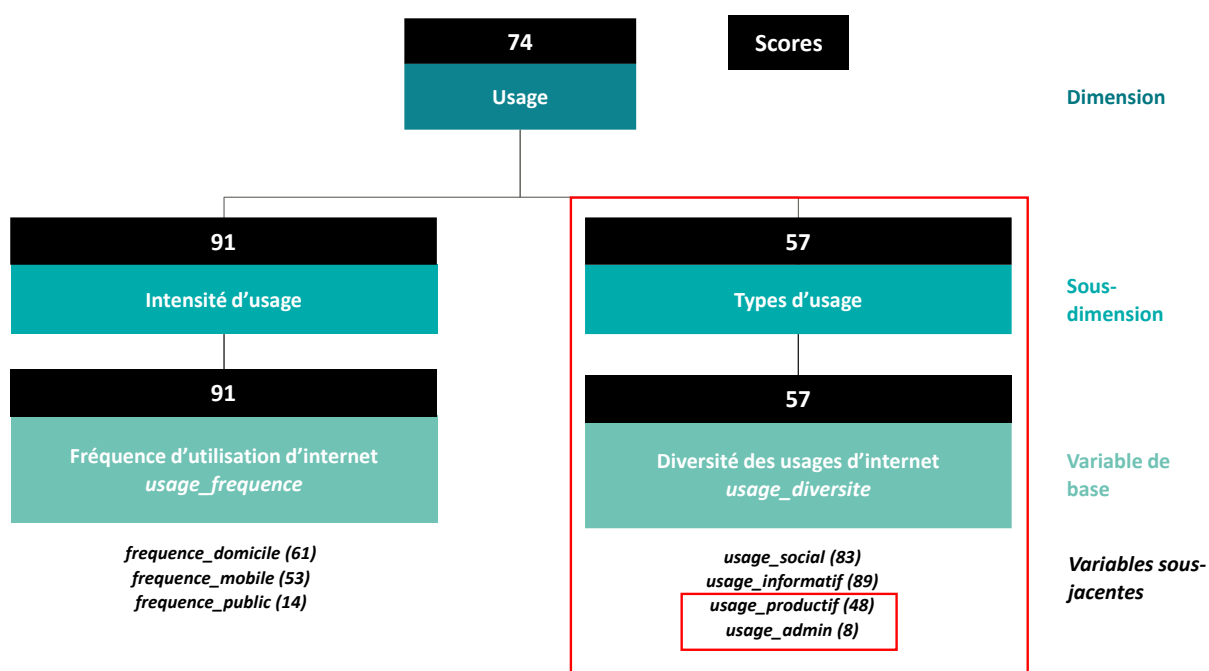 74
Scores
Usage
Dimension
91
57
Intensité d’usage
Types d’usage
Sous-
dimension
91
57
Fréquence d’utilisation d’internet
usage_frequence
Diversité des usages d’internet
usage_diversite
Variable de
base
frequence_domicile (61)
frequence_mobile (53)
frequence_public (14)
usage_social (83)
usage_informatif (89)
usage_productif (48)
usage_admin (8)
Variables sous-
jacentes